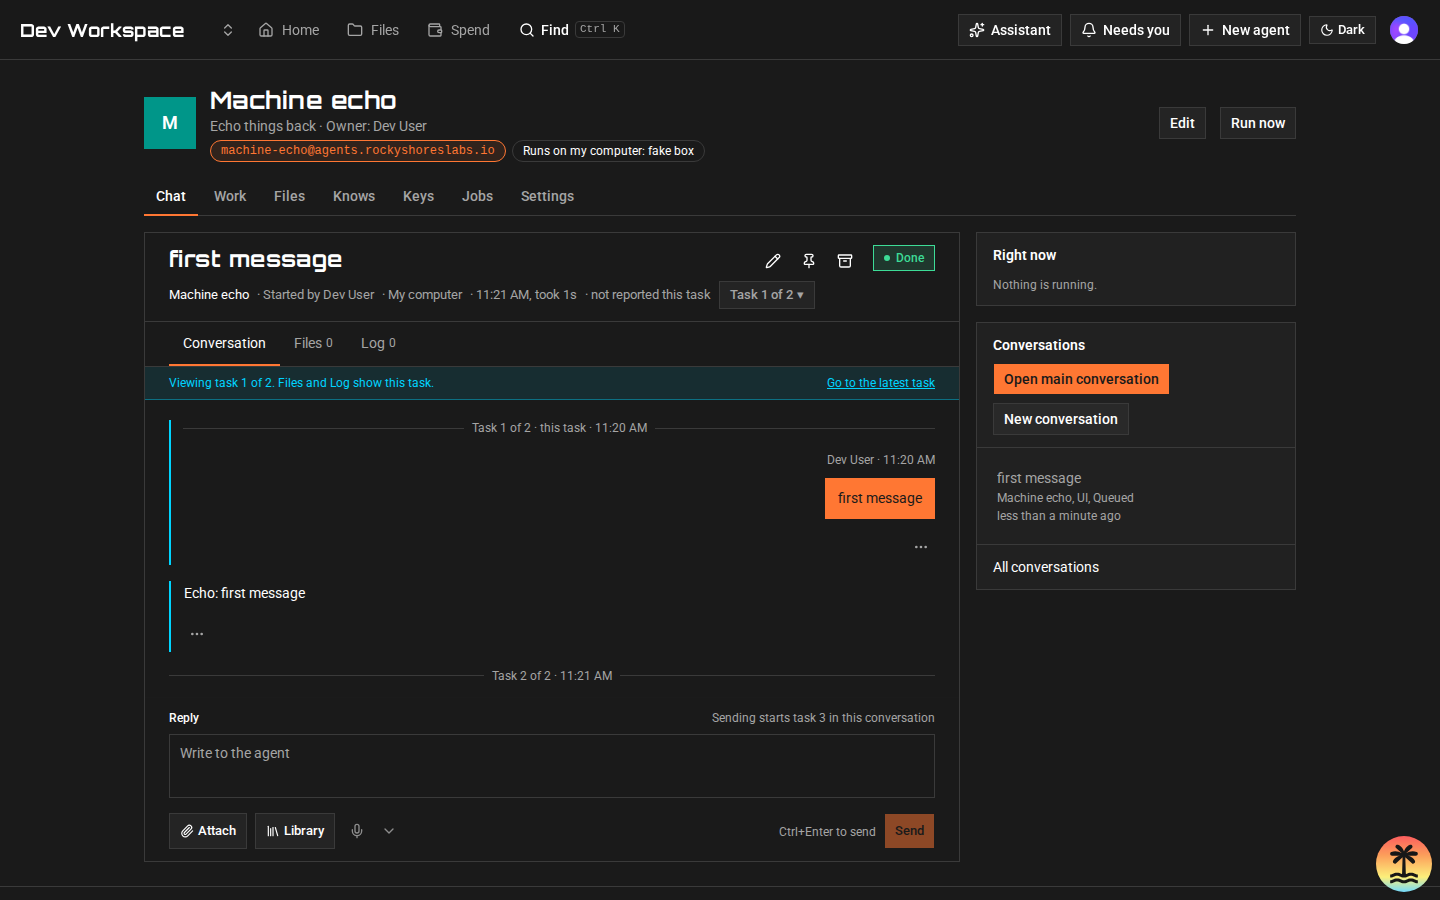 Dev Workspace
Home
Files
Spend
Find Ctrl K
Assistant
Needs you
New agent
Dark
M
Machine echo
Echo things back · Owner: Dev User
machine-echo@agents.rockyshoreslabs.io
Runs on my computer: fake box
Edit
Run now
Chat
Work
Files
Knows
Keys
Jobs
Settings
first message
Done
Machine echo · Started by Dev User · My computer · 11:21 AM, took 1s · not reported this task
Task 1 of 2 ▾
Conversation
Files 0
Log 0
Viewing task 1 of 2. Files and Log show this task.
Go to the latest task
Task 1 of 2 · this task · 11:20 AM
Dev User · 11:20 AM
first message
Echo: first message
Task 2 of 2 · 11:21 AM
Reply
Sending starts task 3 in this conversation
Write to the agent
Attach
Library
Ctrl+Enter to send
Send
Right now
Nothing is running.
Conversations
Open main conversation
New conversation
first message
Machine echo, UI, Queued
less than a minute ago
All conversations